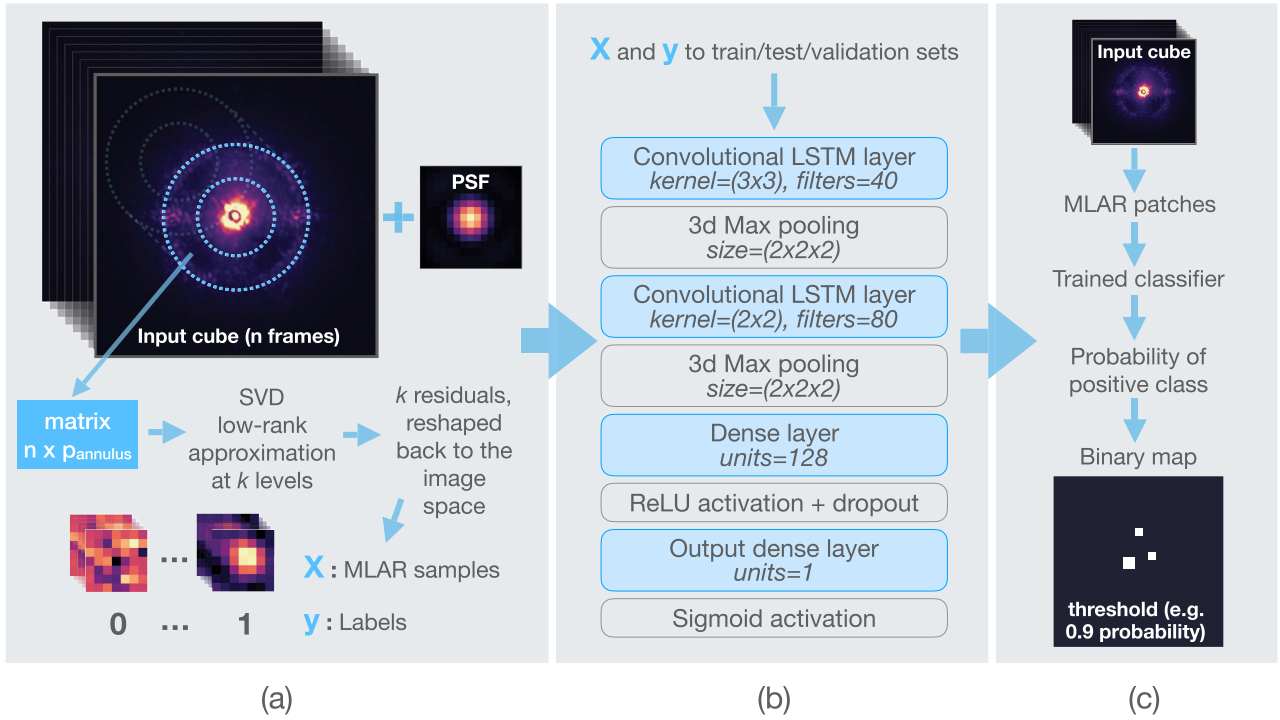 PSF
+
Input cube (n frames)
matrix
n x pannulus
SVD
low-rank
approximation
at k levels
k residuals,
reshaped
back to the
image
space
...
X : MLAR samples
0 ... 1
y : Labels
(a)
X and y to train/test/validation sets
Convolutional LSTM layer
kernel=(3x3), filters=40
3d Max pooling
size=(2x2x2)
Convolutional LSTM layer
kernel=(2x2), filters=80
3d Max pooling
size=(2x2x2)
Dense layer
units=128
ReLU activation + dropout
Output dense layer
units=1
Sigmoid activation
(b)
Input cube
MLAR patches
Trained classifier
Probability of
positive class
Binary map
threshold (e.g.
0.9 probability)
(c)